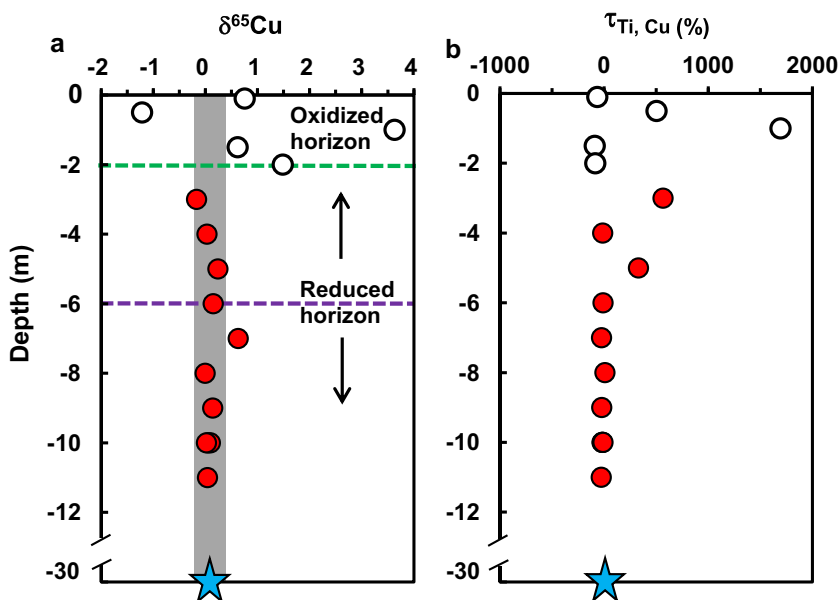 a
δ65Cu
-2 -1 0 1 2 3 4
0
-2
-4
-6
-8
-10
-12
-30
Depth (m)
Oxidized
horizon
Reduced
horizon
b
τTi, Cu (%)
-1000 0 1000 2000
0
-2
-4
-6
-8
-10
-12
-30